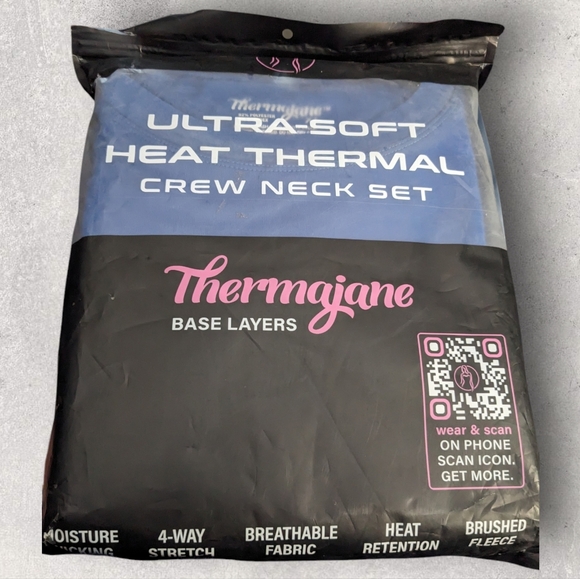 Thermajane
ULTRA-SOFT
HEAT THERMAL
CREW NECK SET
Thermajane
BASE LAYERS
wear & scan
ON PHONE
SCAN ICON.
GET MORE.
MOISTURE
WICKING
4-WAY
STRETCH
BREATHABLE
FABRIC
HEAT
RETENTION
BRUSHED
FLEECE